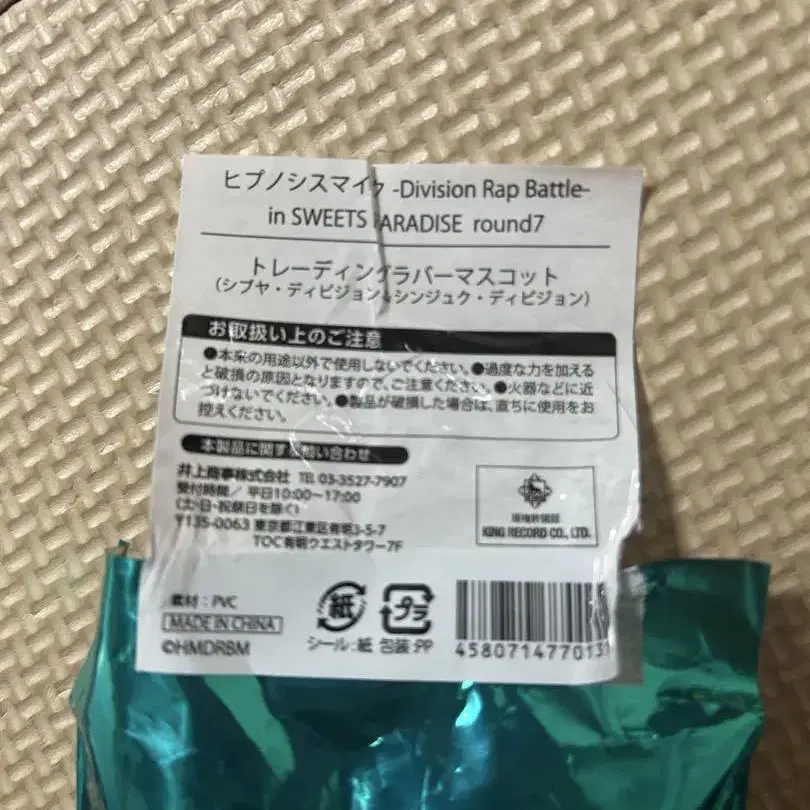 ヒプノシスマイク -Division Rap Battle-
in SWEETS PARADISE round7
トレーディングラバーマスコット
(シブヤ・ディビジョン&シンジュク・ディビジョン)
お取扱い上のご注意
●本来の用途以外で使用しないでください。●過度な力を加える
と破損の原因となりますので、ご注意ください。●火器などに近
づけないでください。●製品が破損した場合は、直ちに使用をお
控えください。
本製品に関するお問い合わせ
井上商事株式会社 TEL 03-3527-7907
受付時間/ 平日10:00~17:00
(土・日・祝祭日を除く)
〒135-0063 東京都江東区有明3-5-7
TOC有明ウエストタワー7F
KING RECORD CO., LTD.
素材:PVC
MADE IN CHINA
©HMDRBM
紙
プラ
シール:紙 包装:PP
4580714770131